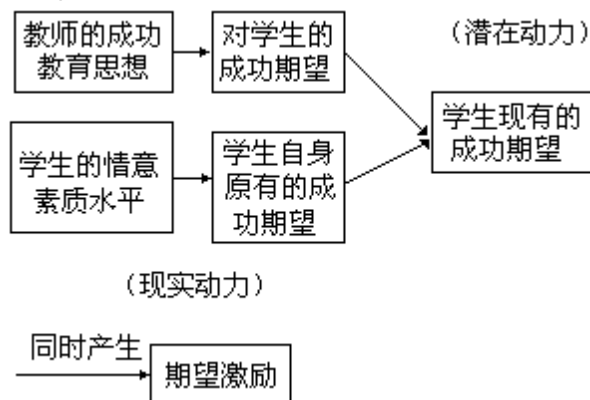 教师的成功
教育思想
对学生的
成功期望
（潜在动力）
学生现有的
成功期望
学生的情意
素质水平
学生自身
原有的成
功期望
（现实动力）
同时产生
期望激励